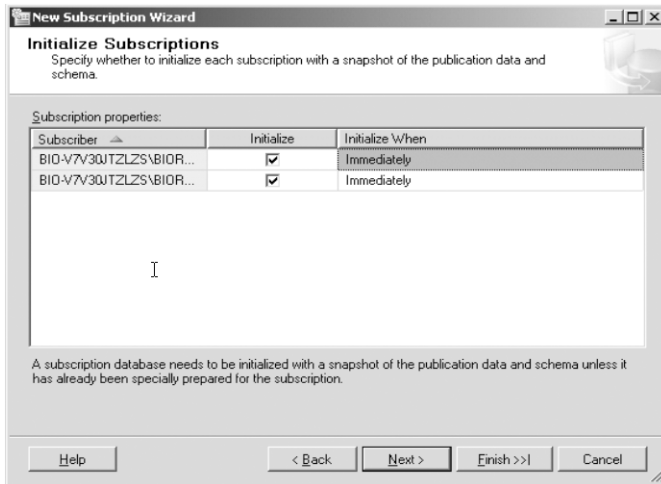 New Subscription Wizard
Initialize Subscriptions
Specify whether to initialize each subscription with a snapshot of the publication data and
schema.
Subscription properties:
Subscriber Initialize Initialize When
BIO-V7V30JTZLZS\BIOR... Immediately
BIO-V7V30JTZLZS\BIOR... Immediately
A subscription database needs to be initialized with a snapshot of the publication data and schema unless it
has already been specially prepared for the subscription.
Help < Back Next > Finish >>| Cancel